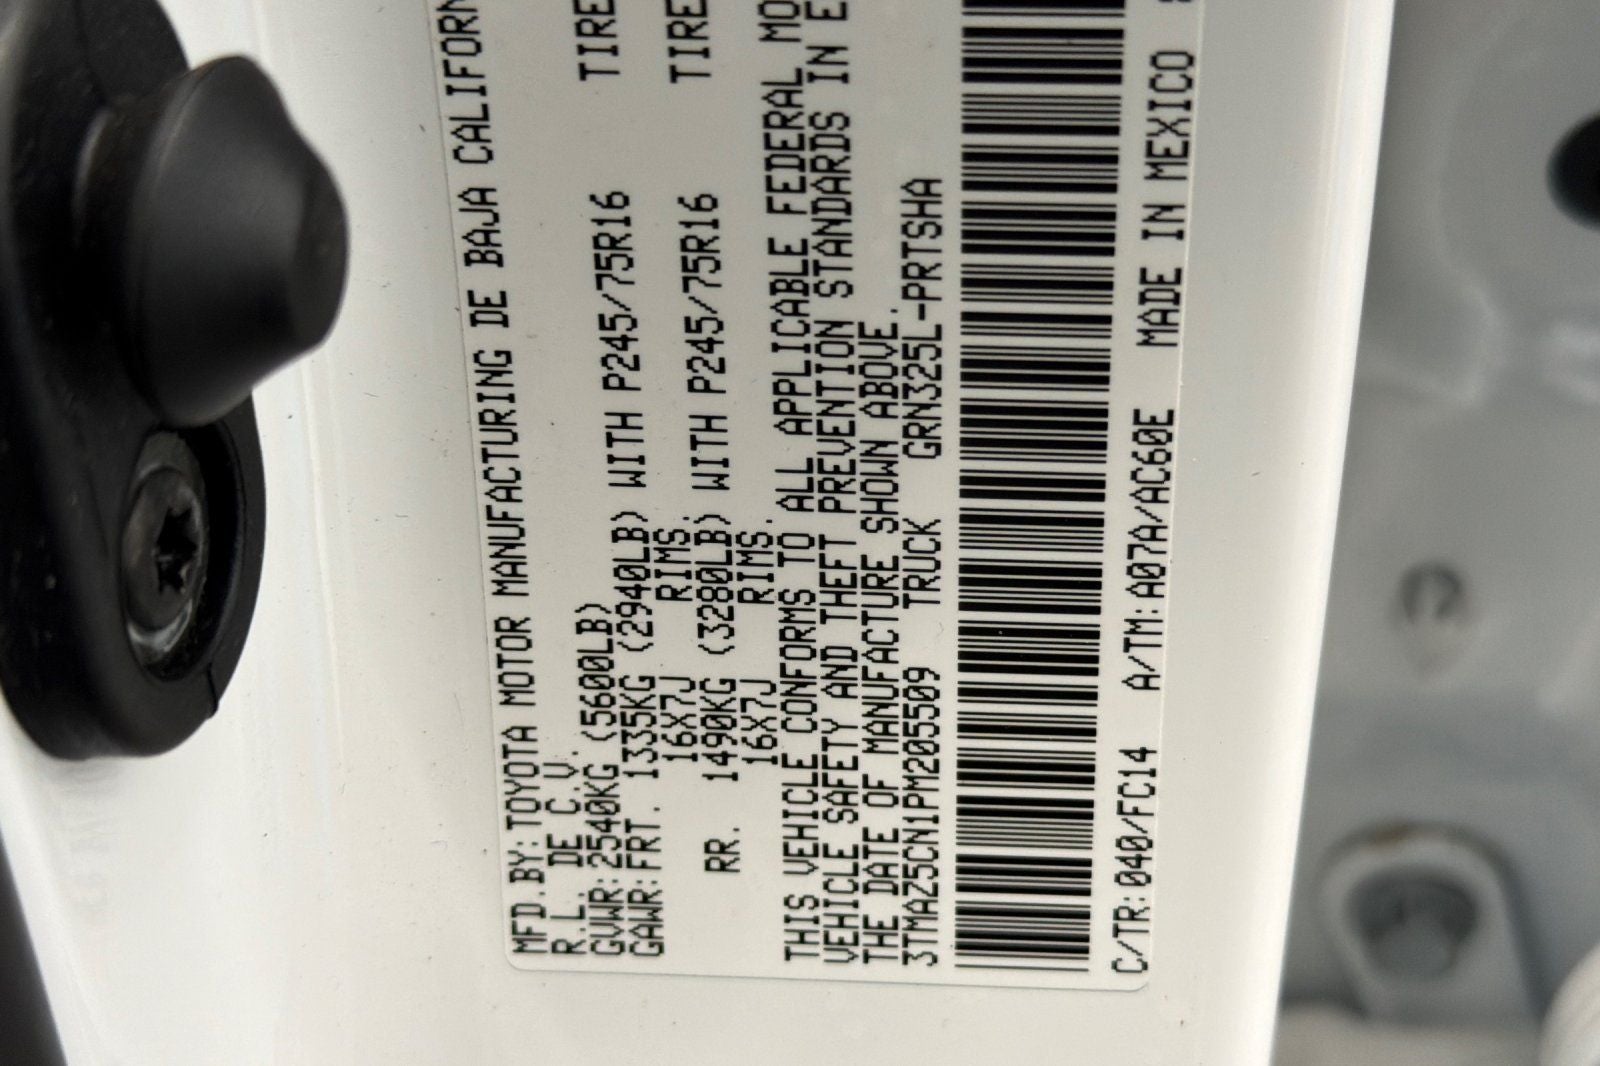 MFD.BY:TOYOTA MOTOR MANUFACTURING DE BAJA CALIFORN
R.L. DE C.V.
GVWR:2540KG (5600LB)
GAWR:FRT. 1335KG (2940LB) WITH P245/75R16 TIRE
16X7J RIMS.
RR. 1490KG (3280LB) WITH P245/75R16 TIRE
16X7J RIMS.
THIS VEHICLE CONFORMS TO ALL APPLICABLE FEDERAL MO
VEHICLE SAFETY AND THEFT PREVENTION STANDARDS IN E
THE DATE OF MANUFACTURE SHOWN ABOVE.
3TMAZ5CN1PM205509 TRUCK GRN325L-PRTSHA
C/TR:040/FC14 A/TM:A07A/AC60E MADE IN MEXICO